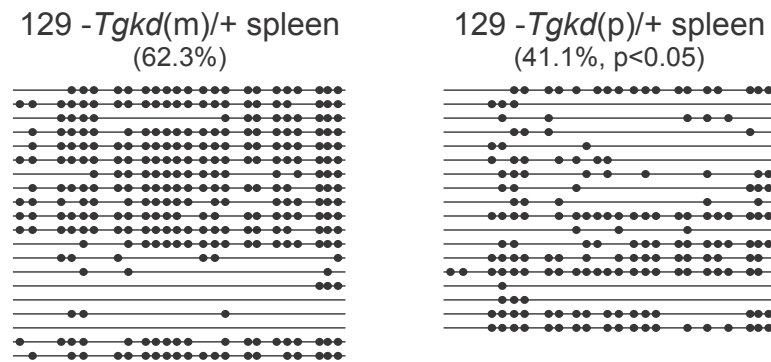 129 -Tgkd(m)/+ spleen
(62.3%)
129 -Tgkd(p)/+ spleen
(41.1%, p<0.05)